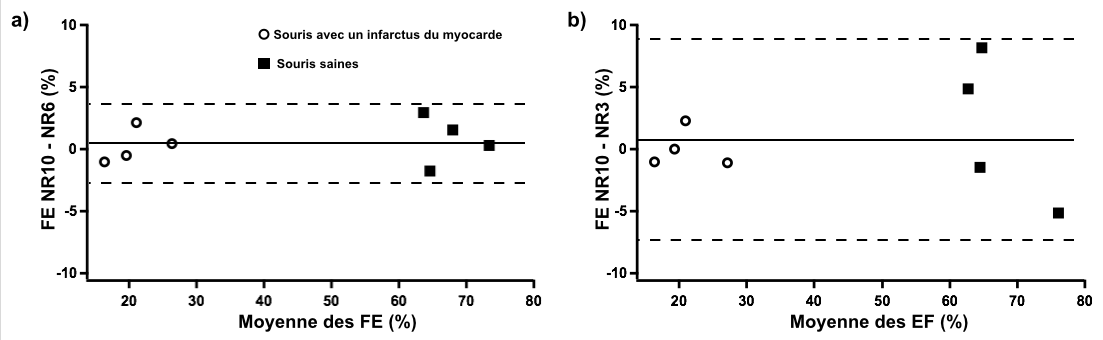 a)
10
5
0
-5
-10
FE NR10 - NR6 (%)
Souris avec un infarctus du myocarde
Souris saines
20 30 40 50 60 70 80
Moyenne des FE (%)
b)
10
5
0
-5
-10
FE NR10 - NR3 (%)
20 30 40 50 60 70 80
Moyenne des EF (%)